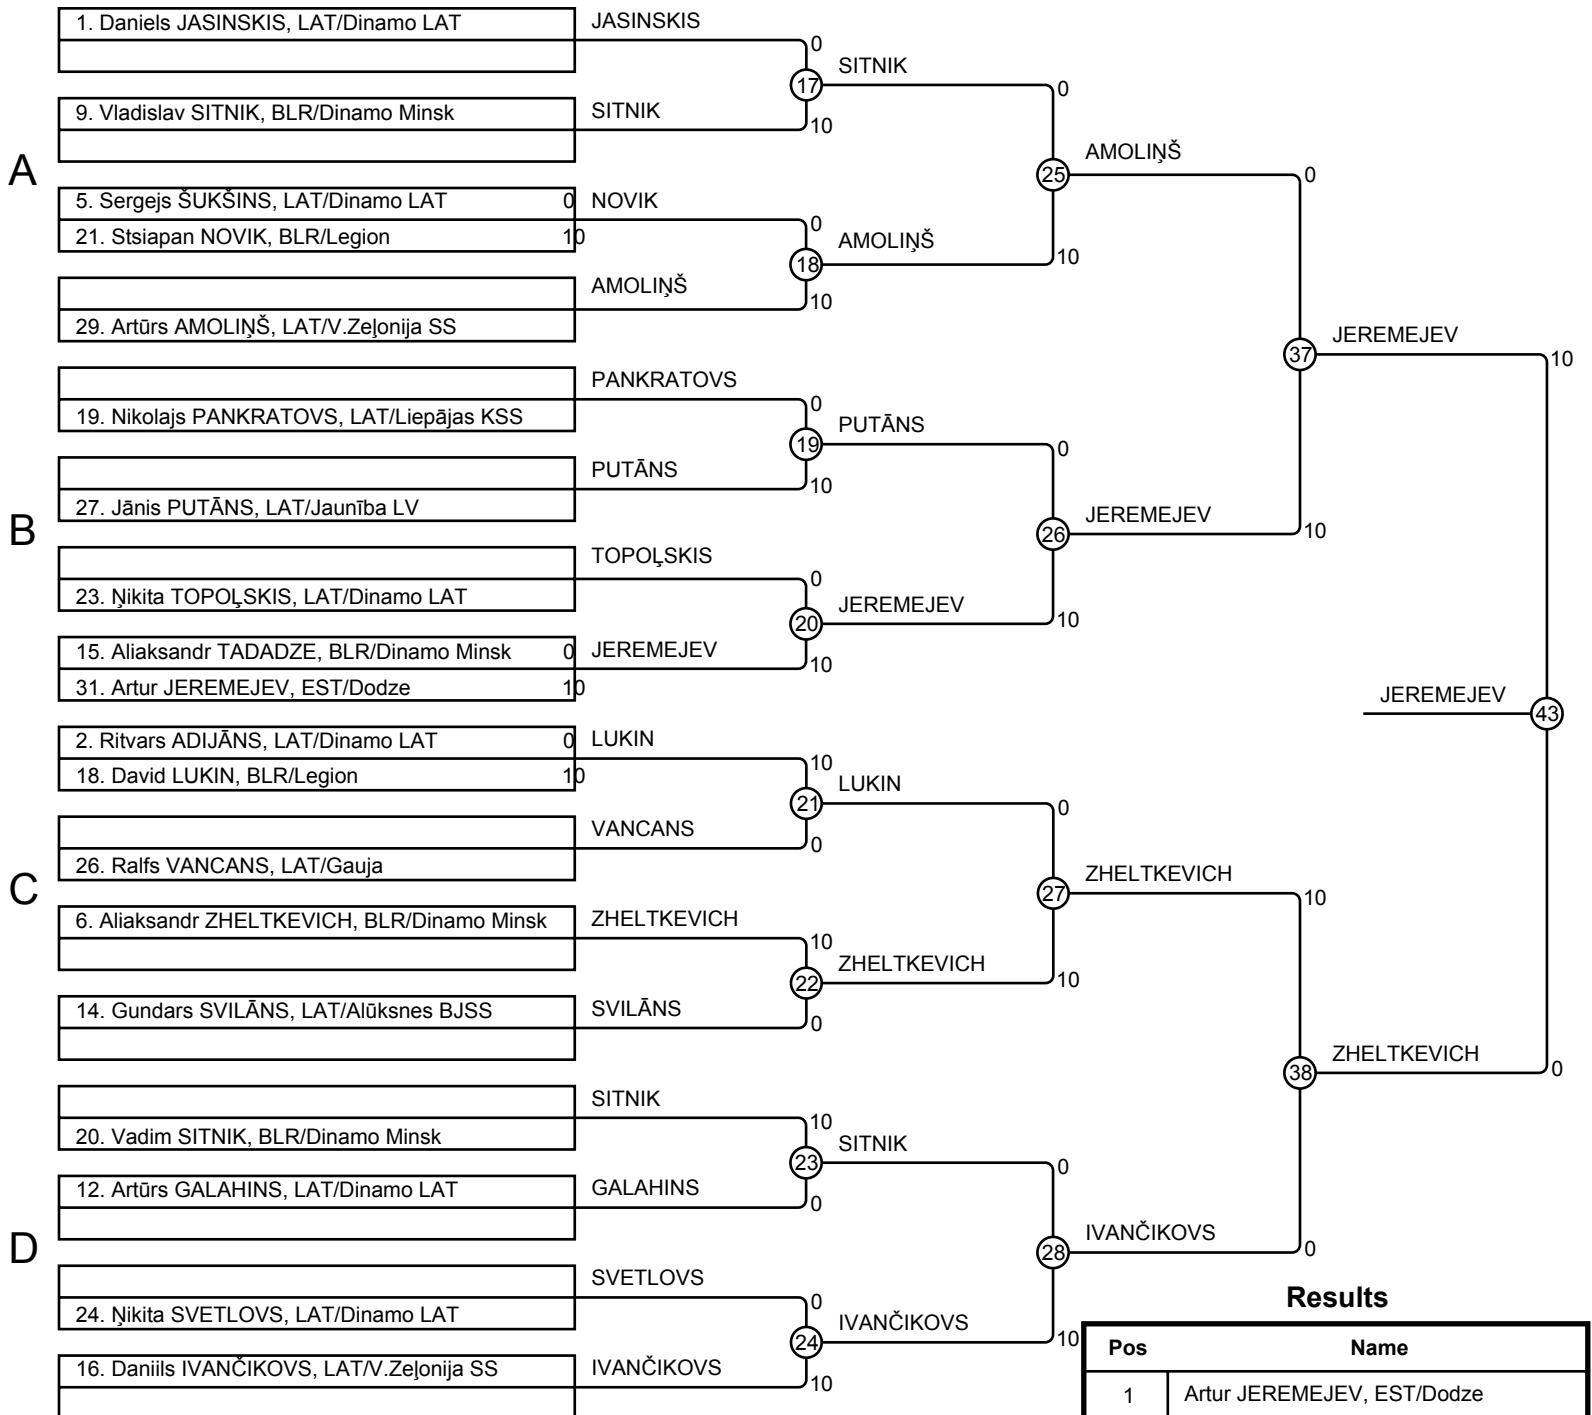 1. Daniels JASINSKIS, LAT/Dinamo LAT
JASINSKIS
0
17
SITNIK
0
9. Vladislav SITNIK, BLR/Dinamo Minsk
SITNIK
10
A
25
AMOLIŅŠ
0
5. Sergejs ŠUKŠINS, LAT/Dinamo LAT 0
21. Stsiapan NOVIK, BLR/Legion 10
NOVIK
0
18
AMOLIŅŠ
10
AMOLIŅŠ
10
29. Artūrs AMOLIŅŠ, LAT/V.Zeļonija SS
37
JEREMEJEV
10
PANKRATOVS
19. Nikolajs PANKRATOVS, LAT/Liepājas KSS
0
19
PUTĀNS
0
PUTĀNS
10
27. Jānis PUTĀNS, LAT/Jaunība LV
B
26
JEREMEJEV
10
TOPOĻSKIS
23. Ņikita TOPOĻSKIS, LAT/Dinamo LAT
0
20
JEREMEJEV
10
15. Aliaksandr TADADZE, BLR/Dinamo Minsk 0
31. Artur JEREMEJEV, EST/Dodze 10
JEREMEJEV
10
JEREMEJEV
43
2. Ritvars ADIJĀNS, LAT/Dinamo LAT 0
18. David LUKIN, BLR/Legion 10
LUKIN
10
21
LUKIN
0
VANCANS
0
26. Ralfs VANCANS, LAT/Gauja
C
27
ZHELTKEVICH
10
6. Aliaksandr ZHELTKEVICH, BLR/Dinamo Minsk
ZHELTKEVICH
10
22
ZHELTKEVICH
10
14. Gundars SVILĀNS, LAT/Alūksnes BJSS
SVILĀNS
0
38
ZHELTKEVICH
0
SITNIK
20. Vadim SITNIK, BLR/Dinamo Minsk
10
23
SITNIK
0
12. Artūrs GALAHINS, LAT/Dinamo LAT
GALAHINS
0
D
28
IVANČIKOVS
0
SVETLOVS
24. Ņikita SVETLOVS, LAT/Dinamo LAT
0
24
IVANČIKOVS
10
16. Daniils IVANČIKOVS, LAT/V.Zeļonija SS
IVANČIKOVS
10
Results
Pos Name
1 Artur JEREMEJEV, EST/Dodze